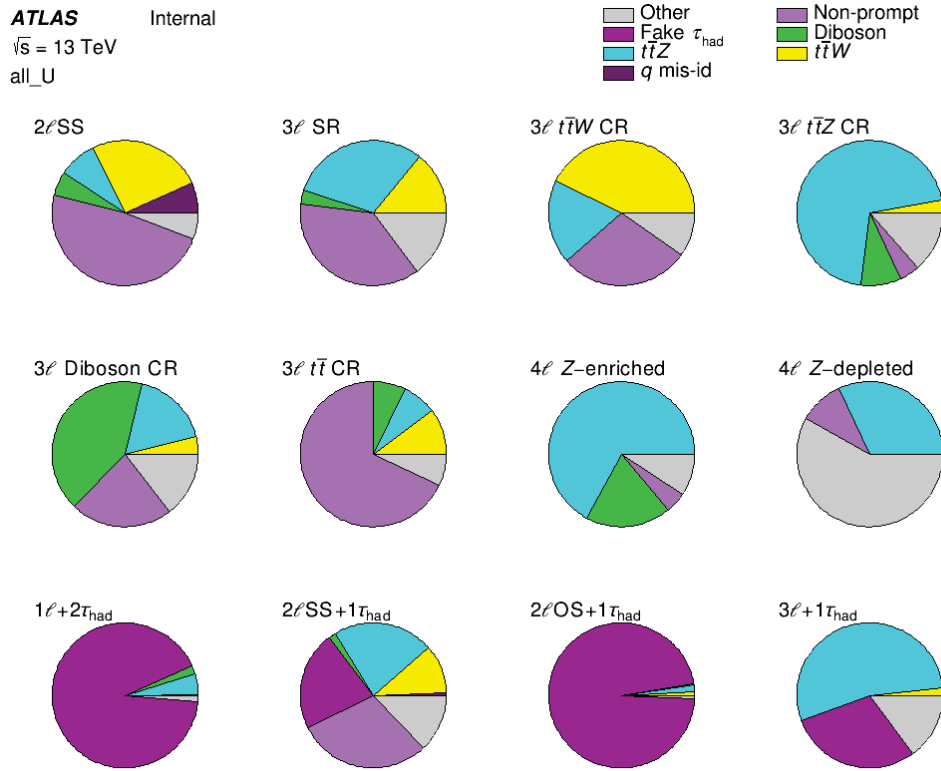 ATLAS Internal
√s = 13 TeV
all_U
Other Non-prompt
Fake τhad Diboson
tt̅Z tt̅W
q mis-id
2ℓSS 3ℓ SR 3ℓ tt̅W CR 3ℓ tt̅Z CR
3ℓ Diboson CR 3ℓ tt̅ CR 4ℓ Z−enriched 4ℓ Z−depleted
1ℓ+2τhad 2ℓSS+1τhad 2ℓOS+1τhad 3ℓ+1τhad